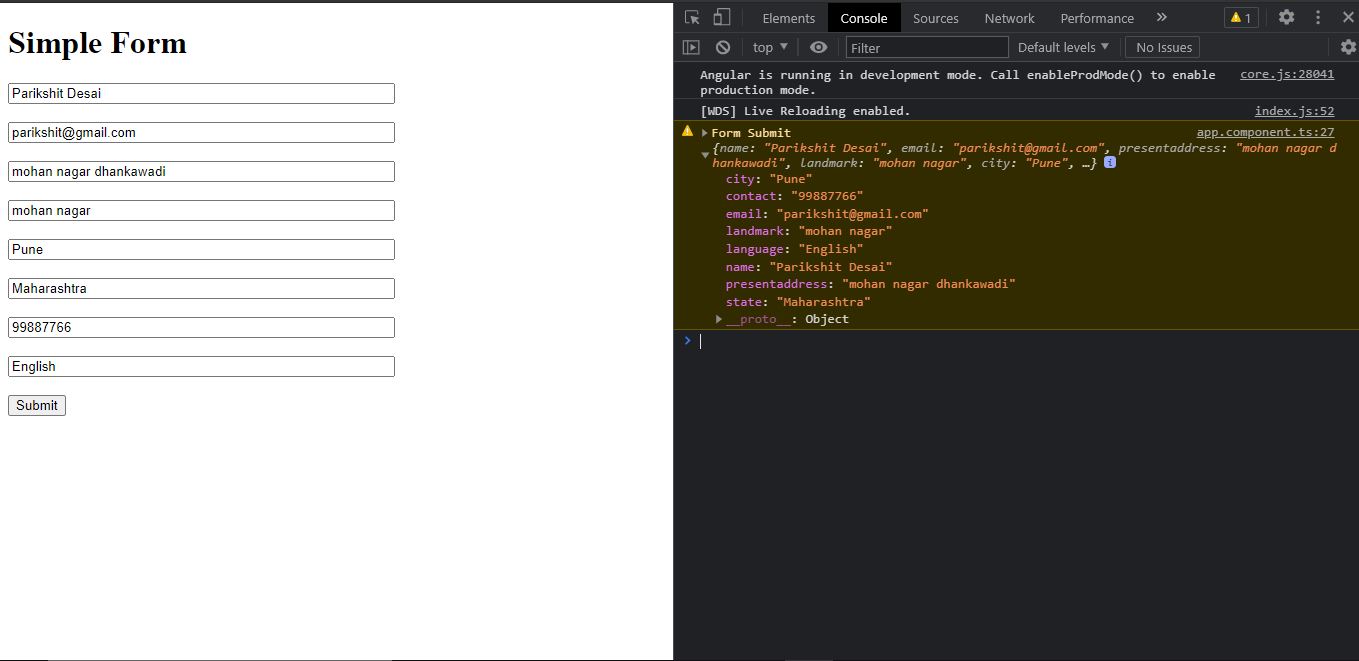 Simple Form
Parikshit Desai
parikshit@gmail.com
mohan nagar dhankawadi
mohan nagar
Pune
Maharashtra
99887766
English
Submit
Elements Console Sources Network Performance » 1
top Filter Default levels No Issues
Angular is running in development mode. Call enableProdMode() to enable core.js:28041
production mode.
[WDS] Live Reloading enabled. index.js:52
Form Submit app.component.ts:27
{name: "Parikshit Desai", email: "parikshit@gmail.com", presentaddress: "mohan nagar d
hankawadi", landmark: "mohan nagar", city: "Pune", …} i
city: "Pune"
contact: "99887766"
email: "parikshit@gmail.com"
landmark: "mohan nagar"
language: "English"
name: "Parikshit Desai"
presentaddress: "mohan nagar dhankawadi"
state: "Maharashtra"
__proto__: Object